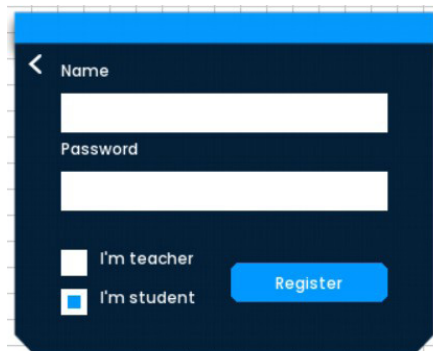 Name
Password
I'm teacher
I'm student
Register